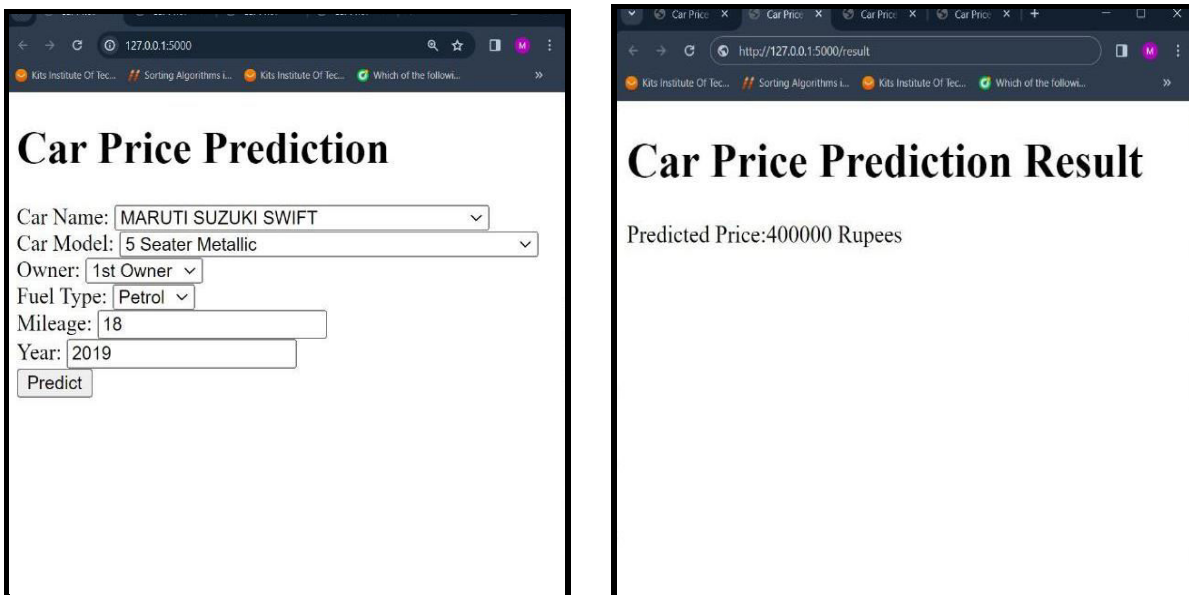 127.0.0.1:5000
M
Kits Institute Of Tec... Sorting Algorithms i... Kits Institute Of Tec... Which of the followi... »
Car Price Prediction
Car Name: MARUTI SUZUKI SWIFT
Car Model: 5 Seater Metallic
Owner: 1st Owner
Fuel Type: Petrol
Mileage: 18
Year: 2019
Predict
Car Price Car Price Car Price Car Price
http://127.0.0.1:5000/result
M
Kits Institute Of Tec... Sorting Algorithms i... Kits Institute Of Tec... Which of the followi... »
Car Price Prediction Result
Predicted Price:400000 Rupees